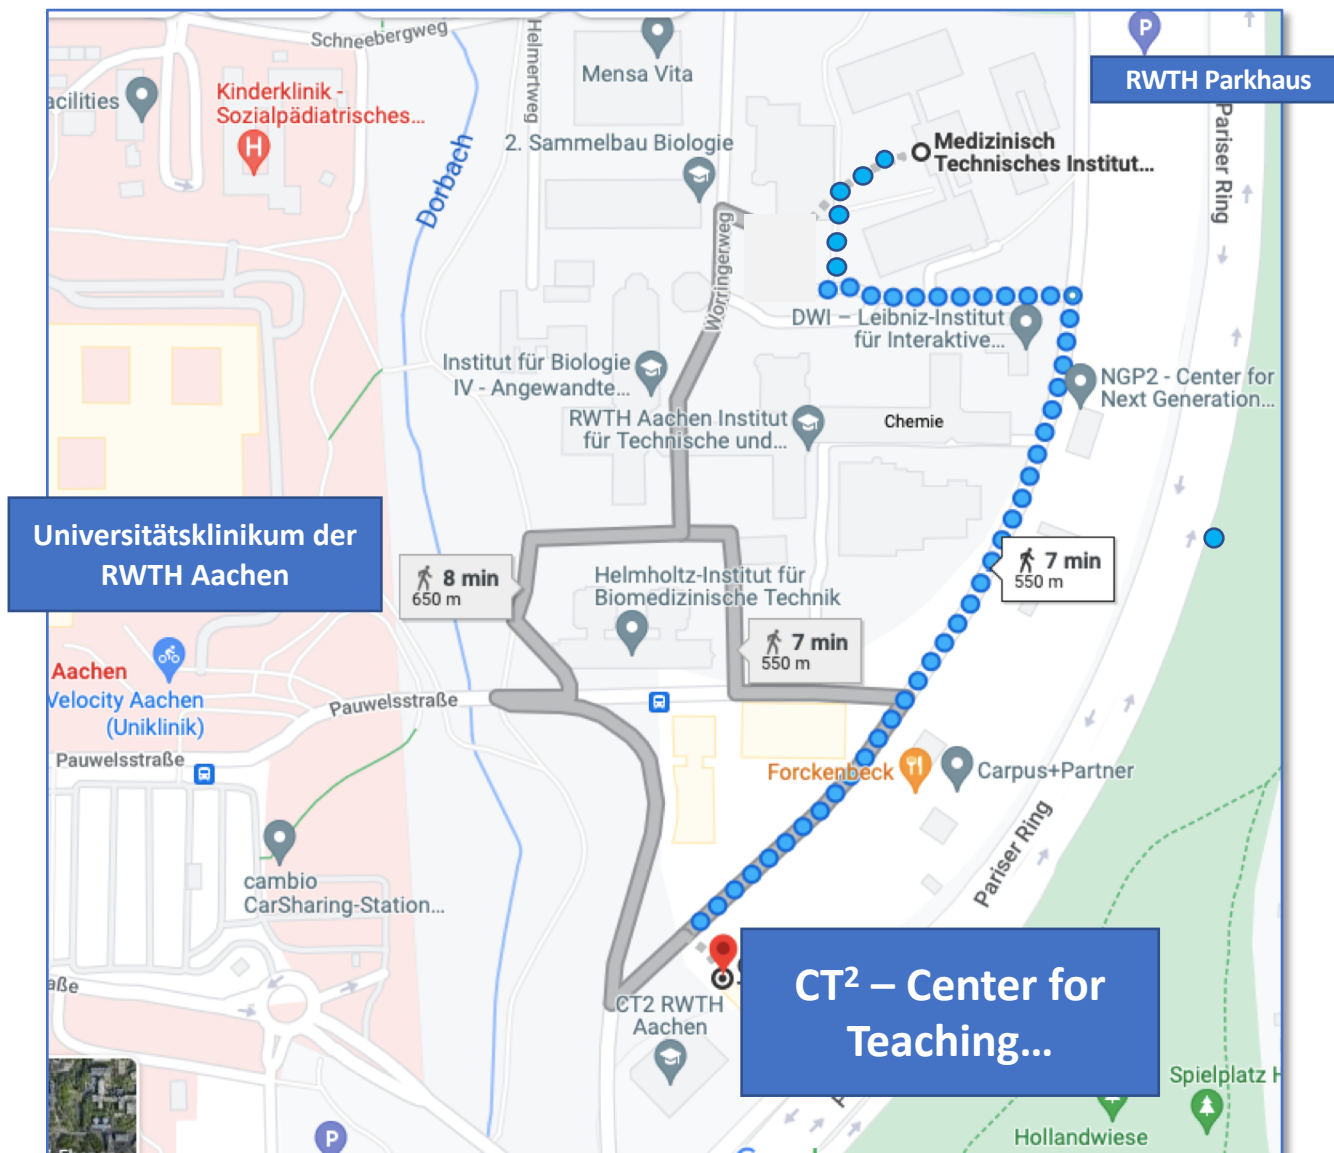 Schneebergweg
Helmertweg
P
Mensa Vita
RWTH Parkhaus
acilities
Kinderklinik -
Sozialpädiatrisches...
H
2. Sammelbau Biologie
Medizinisch
Technisches Institut...
Pariser Ring
Dorbach
Worringerweg
DWI – Leibniz-Institut
für Interaktive...
Institut für Biologie
IV - Angewandte...
NGP2 - Center for
Next Generation...
RWTH Aachen Institut
für Technische und...
Chemie
Universitätsklinikum der
RWTH Aachen
8 min
650 m
Helmholtz-Institut für
Biomedizinische Technik
7 min
550 m
7 min
550 m
Aachen
Velocity Aachen
(Uniklinik)
Pauwelsstraße
Pauwelsstraße
Forckenbeck
Carpus+Partner
Pariser Ring
cambio
CarSharing-Station...
aße
CT2 RWTH
Aachen
CT² – Center for
Teaching...
Spielplatz H
Hollandwiese
P